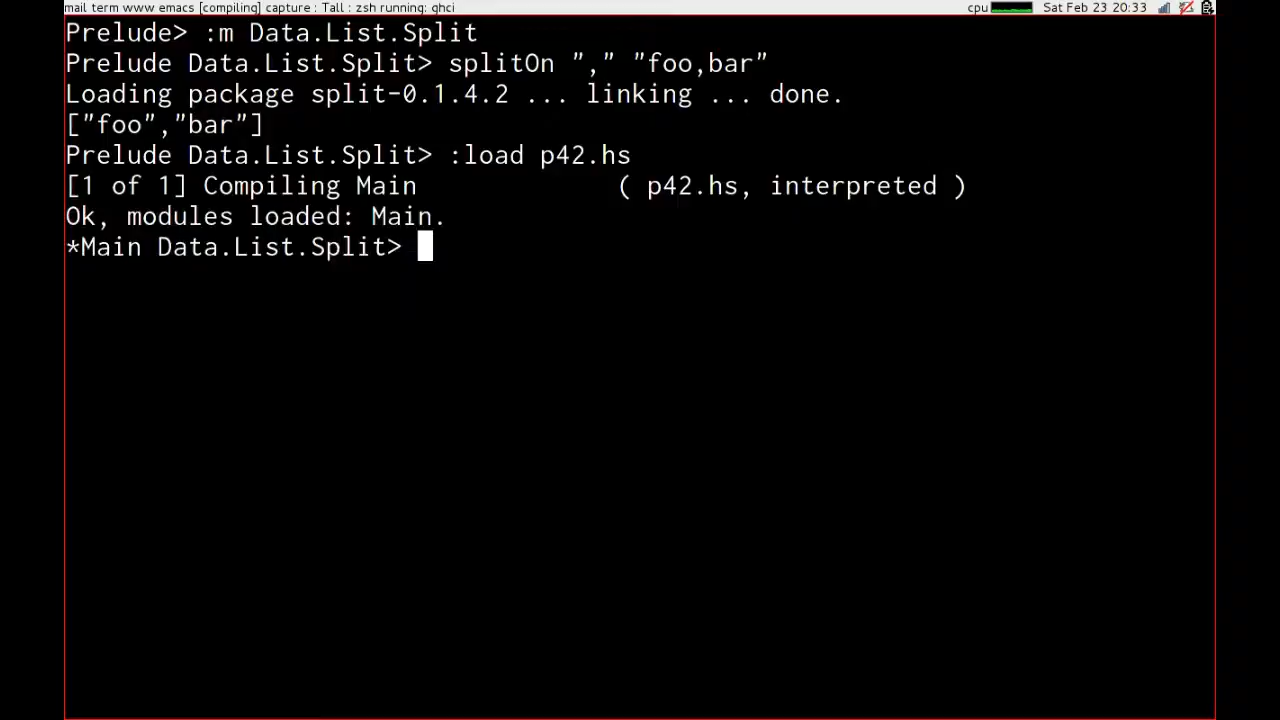 mail term www emacs [compiling] capture : Tall : zsh running: ghci cpu Sat Feb 23 20:33
Prelude> :m Data.List.Split
Prelude Data.List.Split> splitOn "," "foo,bar"
Loading package split-0.1.4.2 ... linking ... done.
["foo","bar"]
Prelude Data.List.Split> :load p42.hs
[1 of 1] Compiling Main             ( p42.hs, interpreted )
Ok, modules loaded: Main.
*Main Data.List.Split>